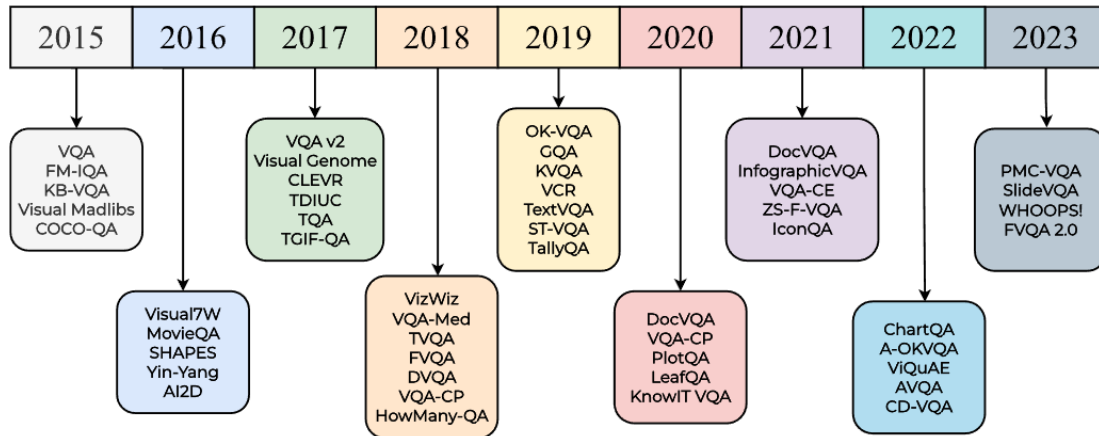 2015 2016 2017 2018 2019 2020 2021 2022 2023
VQA
FM-IQA
KB-VQA
Visual Madlibs
COCO-QA
Visual7W
MovieQA
SHAPES
Yin-Yang
AI2D
VQA v2
Visual Genome
CLEVR
TDIUC
TQA
TGIF-QA
VizWiz
VQA-Med
TVQA
FVQA
DVQA
VQA-CP
HowMany-QA
OK-VQA
GQA
KVQA
VCR
TextVQA
ST-VQA
TallyQA
DocVQA
VQA-CP
PlotQA
LeafQA
KnowIT VQA
DocVQA
InfographicVQA
VQA-CE
ZS-F-VQA
IconQA
ChartQA
A-OKVQA
ViQuAE
AVQA
CD-VQA
PMC-VQA
SlideVQA
WHOOPS!
FVQA 2.0